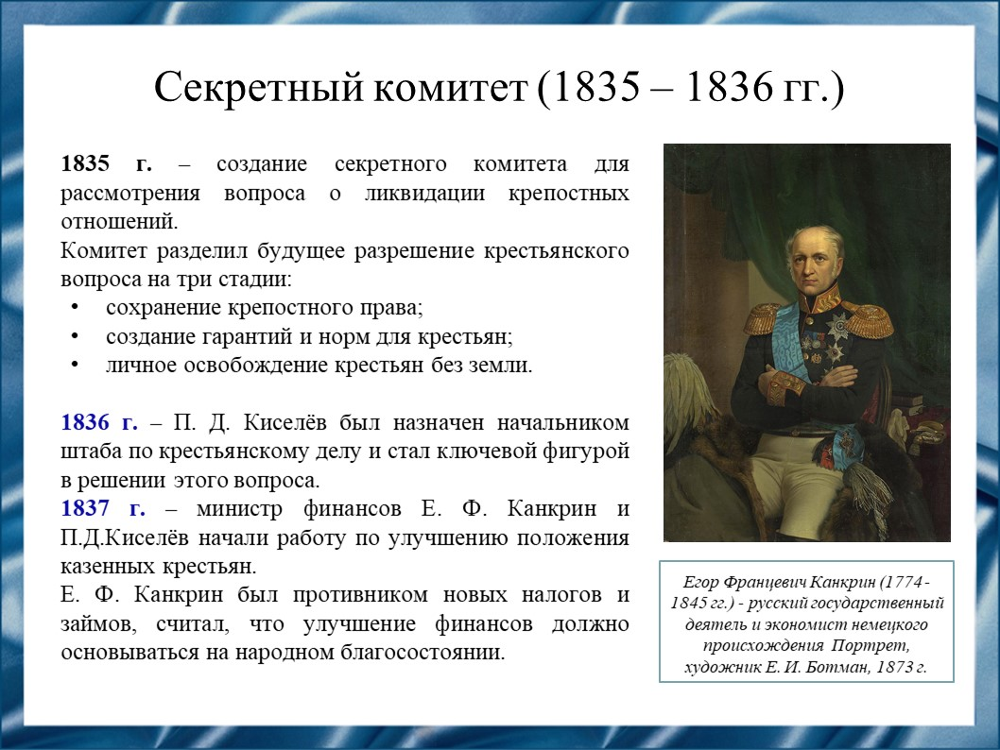 Секретный комитет (1835 – 1836 гг.)
1835 г. – создание секретного комитета для
рассмотрения вопроса о ликвидации крепостных
отношений.
Комитет разделил будущее разрешение крестьянского
вопроса на три стадии:
• сохранение крепостного права;
• создание гарантий и норм для крестьян;
• личное освобождение крестьян без земли.
1836 г. – П. Д. Киселёв был назначен начальником
штаба по крестьянскому делу и стал ключевой фигурой
в решении этого вопроса.
1837 г. – министр финансов Е. Ф. Канкрин и
П.Д.Киселёв начали работу по улучшению положения
казенных крестьян.
Е. Ф. Канкрин был противником новых налогов и
займов, считал, что улучшение финансов должно
основываться на народном благосостоянии.
Егор Францевич Канкрин (1774-
1845 гг.) - русский государственный
деятель и экономист немецкого
происхождения Портрет,
художник Е. И. Ботман, 1873 г.